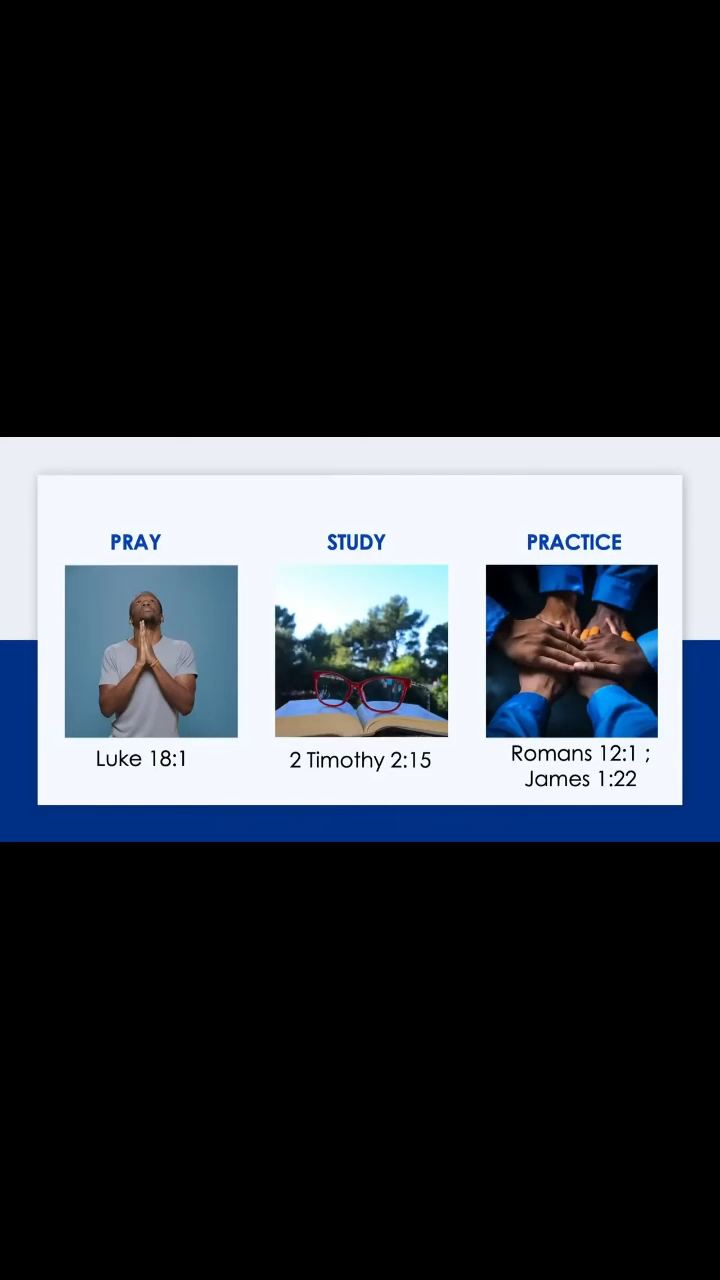 PRAY
STUDY
PRACTICE
Luke 18:1
2 Timothy 2:15
Romans 12:1 ;
James 1:22